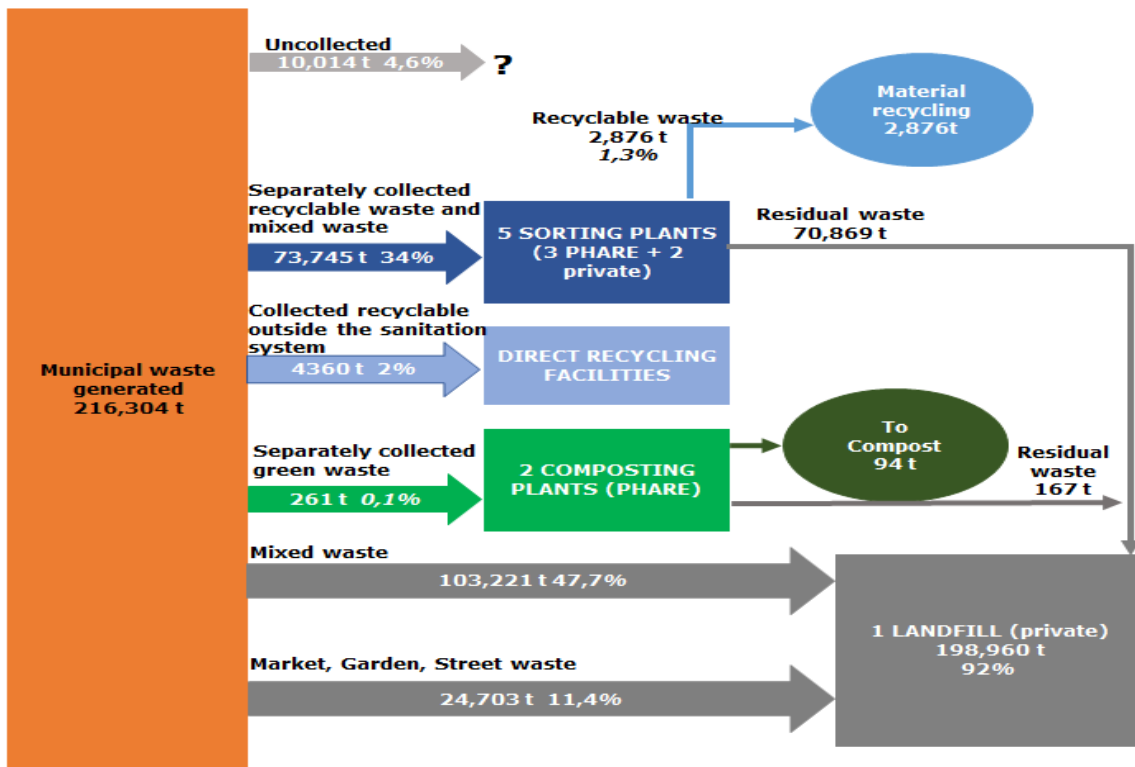 Uncollected
10,014 t 4,6%
?
Material
recycling
2,876t
Recyclable waste
2,876 t
1,3%
Separately collected
recyclable waste and
mixed waste
73,745 t 34%
5 SORTING PLANTS
(3 PHARE + 2
private)
Residual waste
70,869 t
Collected recyclable
outside the sanitation
system
4360 t 2%
DIRECT RECYCLING
FACILITIES
Municipal waste
generated
216,304 t
To
Compost
94 t
Separately collected
green waste
261 t 0,1%
2 COMPOSTING
PLANTS (PHARE)
Residual
waste
167 t
Mixed waste
103,221 t 47,7%
1 LANDFILL (private)
198,960 t
92%
Market, Garden, Street waste
24,703 t 11,4%